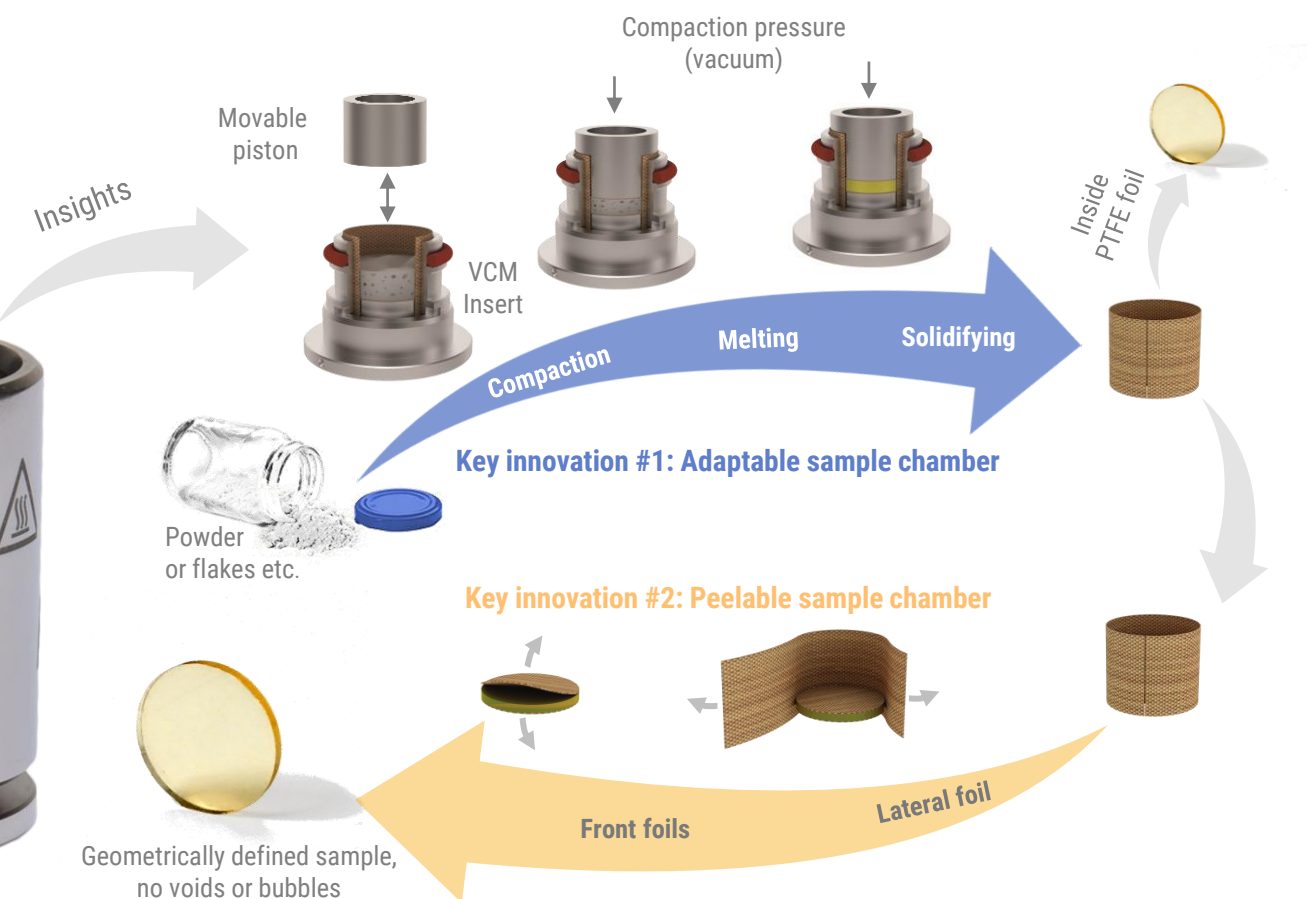 Compaction pressure
(vacuum)
Movable
piston
Insights
VCM
Insert
Inside
PTFE foil
Compaction
Melting
Solidifying
Key innovation #1: Adaptable sample chamber
Powder
or flakes etc.
Key innovation #2: Peelable sample chamber
Lateral foil
Front foils
Geometrically defined sample,
no voids or bubbles